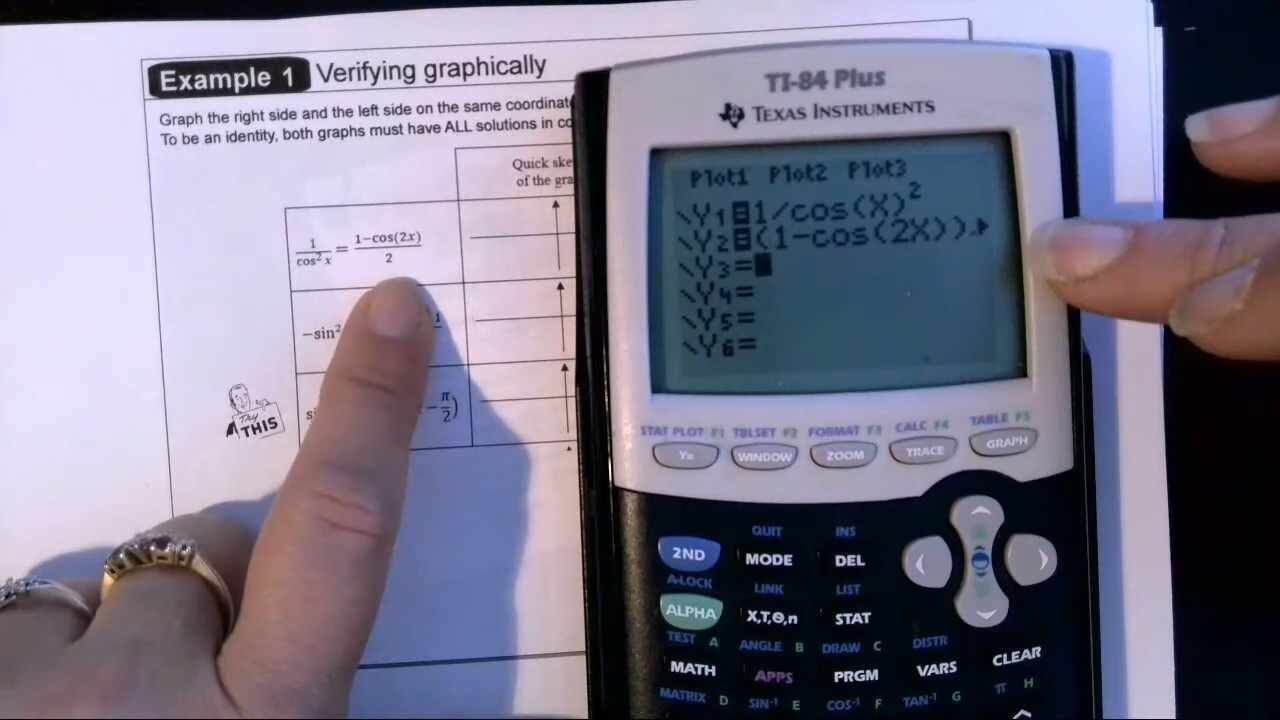 Example 1 Verifying graphically
Graph the right side and the left side on the same coordinat
To be an identity, both graphs must have ALL solutions in co
Quick ske
of the gra
1/cos²x = 1−cos(2x)/2
−sin²
−π/2)
TRY
THIS
TI-84 Plus
TEXAS INSTRUMENTS
Plot1 Plot2 Plot3
\Y1=1/cos(X)²
\Y2=(1-cos(2X))
\Y3=
\Y4=
\Y5=
\Y6=
STAT PLOT F1 TBLSET F2 FORMAT F3 CALC F4 TABLE F5
Y= WINDOW ZOOM TRACE GRAPH
QUIT INS
2ND MODE DEL
A-LOCK LINK LIST
ALPHA X,T,θ,n STAT
TEST A ANGLE B DRAW C DISTR
MATH APPS PRGM VARS CLEAR
MATRIX D SIN⁻¹ E COS⁻¹ F TAN⁻¹ G π H